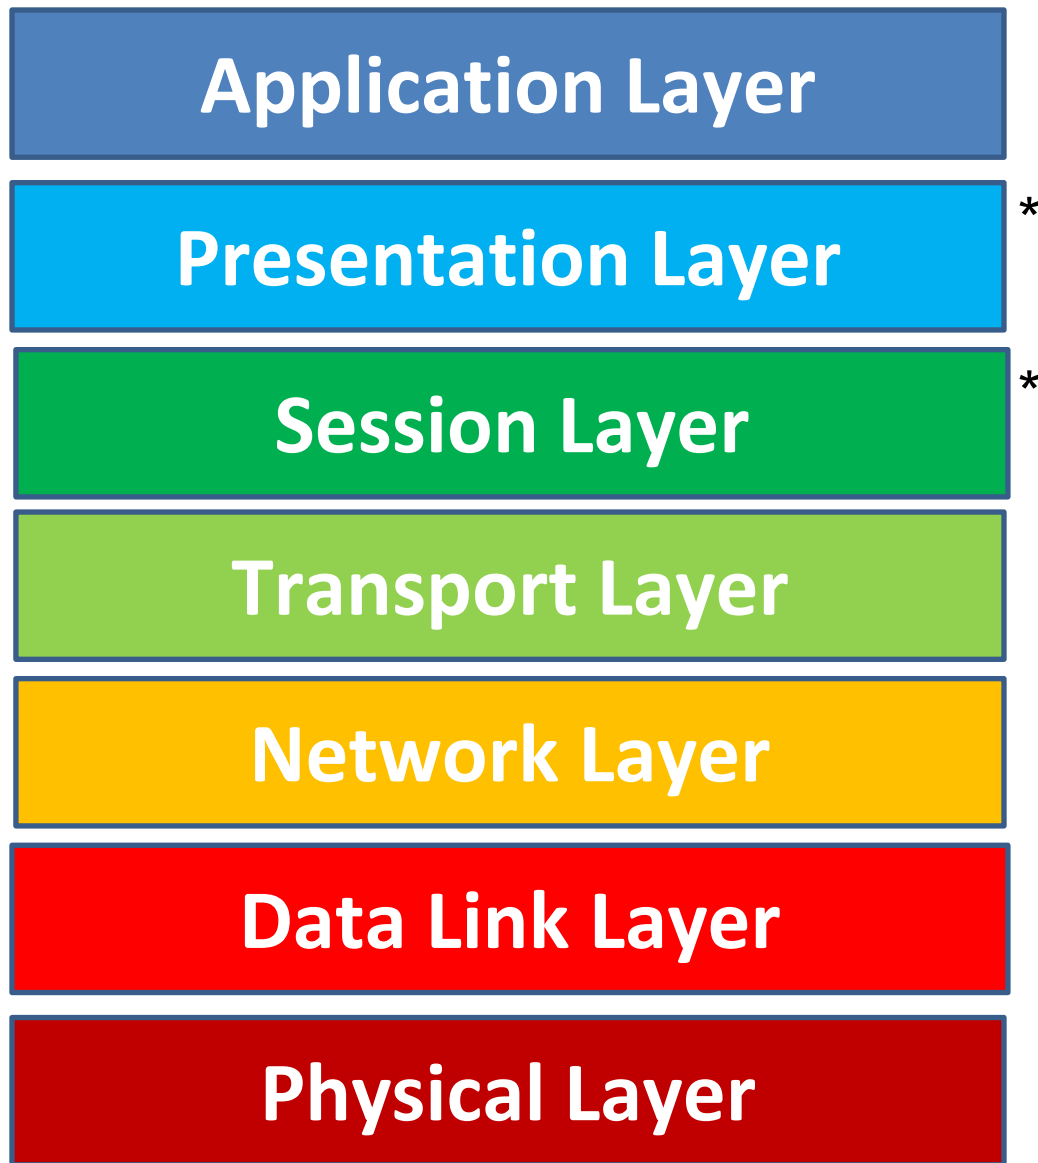 Application Layer
Presentation Layer *
Session Layer *
Transport Layer
Network Layer
Data Link Layer
Physical Layer